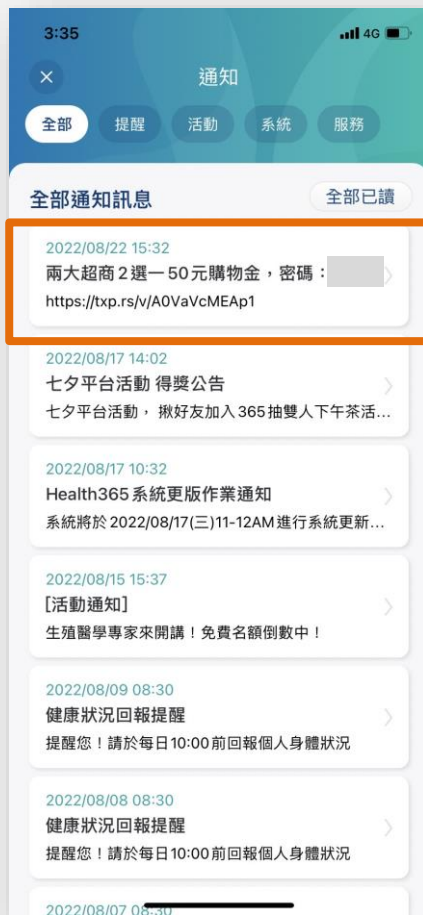 3:35
4G
通知
全部
提醒
活動
系統
服務
全部通知訊息
全部已讀
2022/08/22 15:32
兩大超商2選一50元購物金，密碼：
https://txp.rs/v/A0VaVcMEAp1
2022/08/17 14:02
七夕平台活動 得獎公告
七夕平台活動， 揪好友加入365抽雙人下午茶活...
2022/08/17 10:32
Health365系統更版作業通知
系統將於2022/08/17(三)11-12AM進行系統更新...
2022/08/15 15:37
[活動通知]
生殖醫學專家來開講！免費名額倒數中！
2022/08/09 08:30
健康狀況回報提醒
提醒您！請於每日10:00前回報個人身體狀況
2022/08/08 08:30
健康狀況回報提醒
提醒您！請於每日10:00前回報個人身體狀況
2022/08/07 08:30